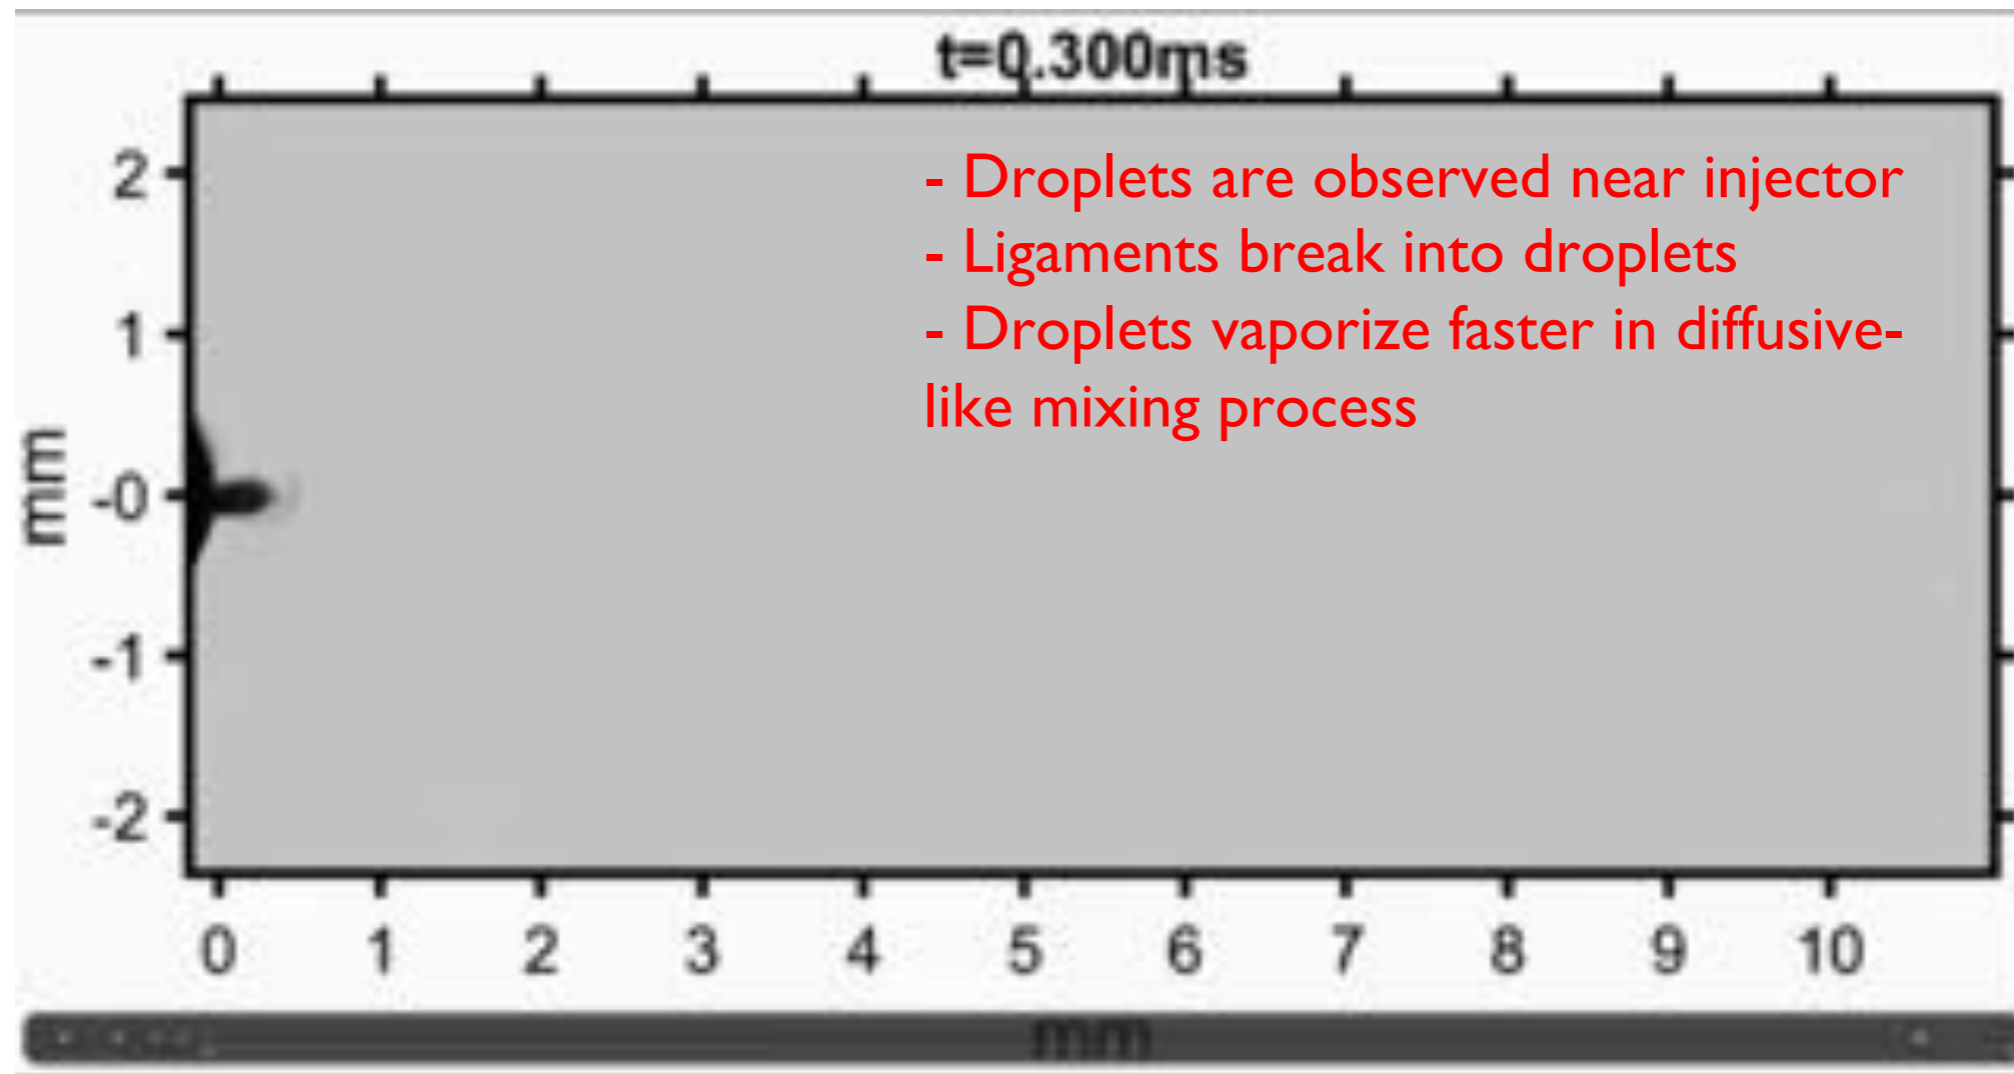 t=0.300ms
2
- Droplets are observed near injector
- Ligaments break into droplets
1
- Droplets vaporize faster in diffusive-
like mixing process
mm
-0
-1
-2
0 1 2 3 4 5 6 7 8 9 10
mm